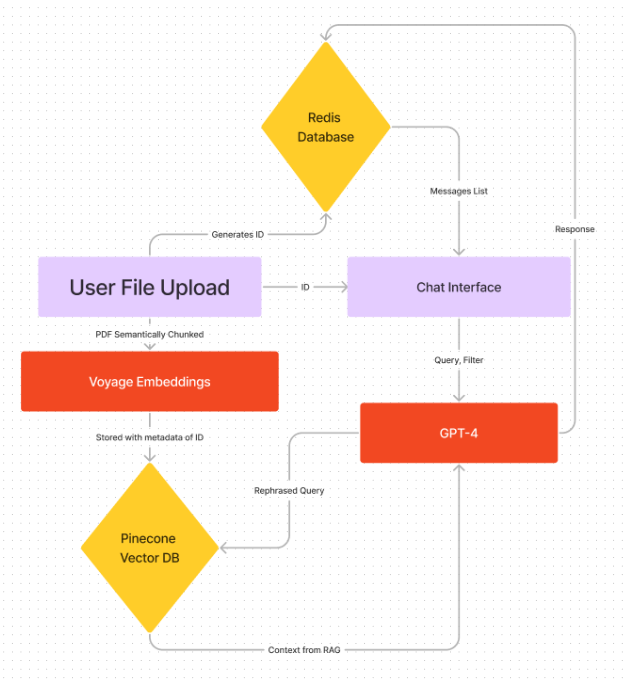 Redis
Database
Messages List
Response
Generates ID
User File Upload
ID
Chat Interface
PDF Semantically Chunked
Query, Filter
Voyage Embeddings
GPT-4
Stored with metadata of ID
Rephrased Query
Pinecone
Vector DB
Context from RAG